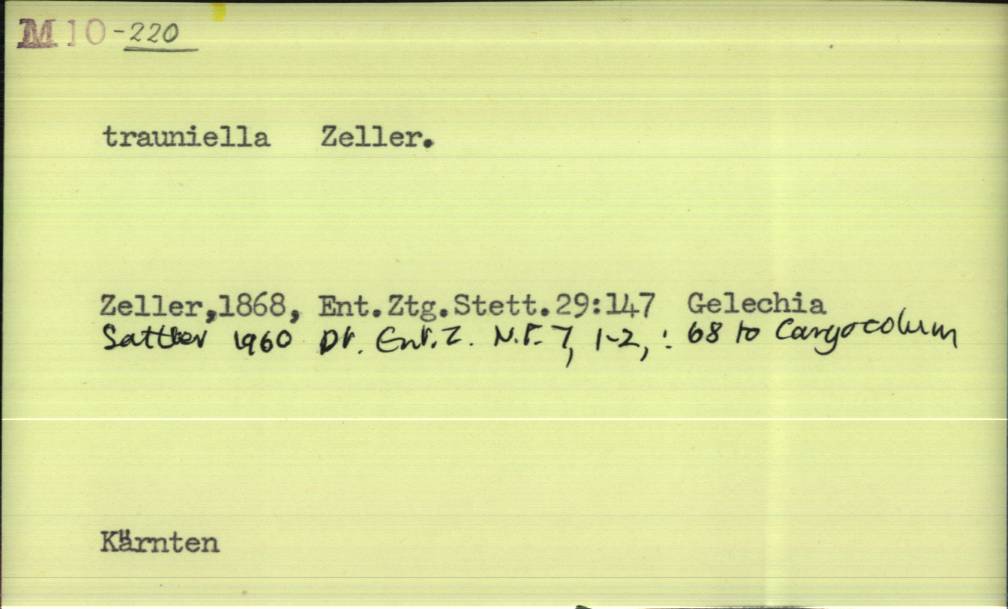 M10-220
trauniella Zeller.
Zeller,1868, Ent.Ztg.Stett.29:147 Gelechia
Sattler 1960 Dt. Ent. Z. N.F. 7, 1-2, : 68 to Caryocolum
Kärnten